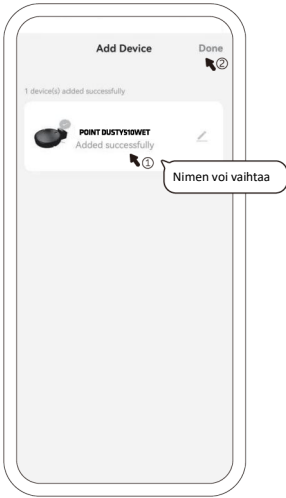 Add Device
Done
②
1 device(s) added successfully
POINT DUSTYS10WET
Added successfully
①
Nimen voi vaihtaa